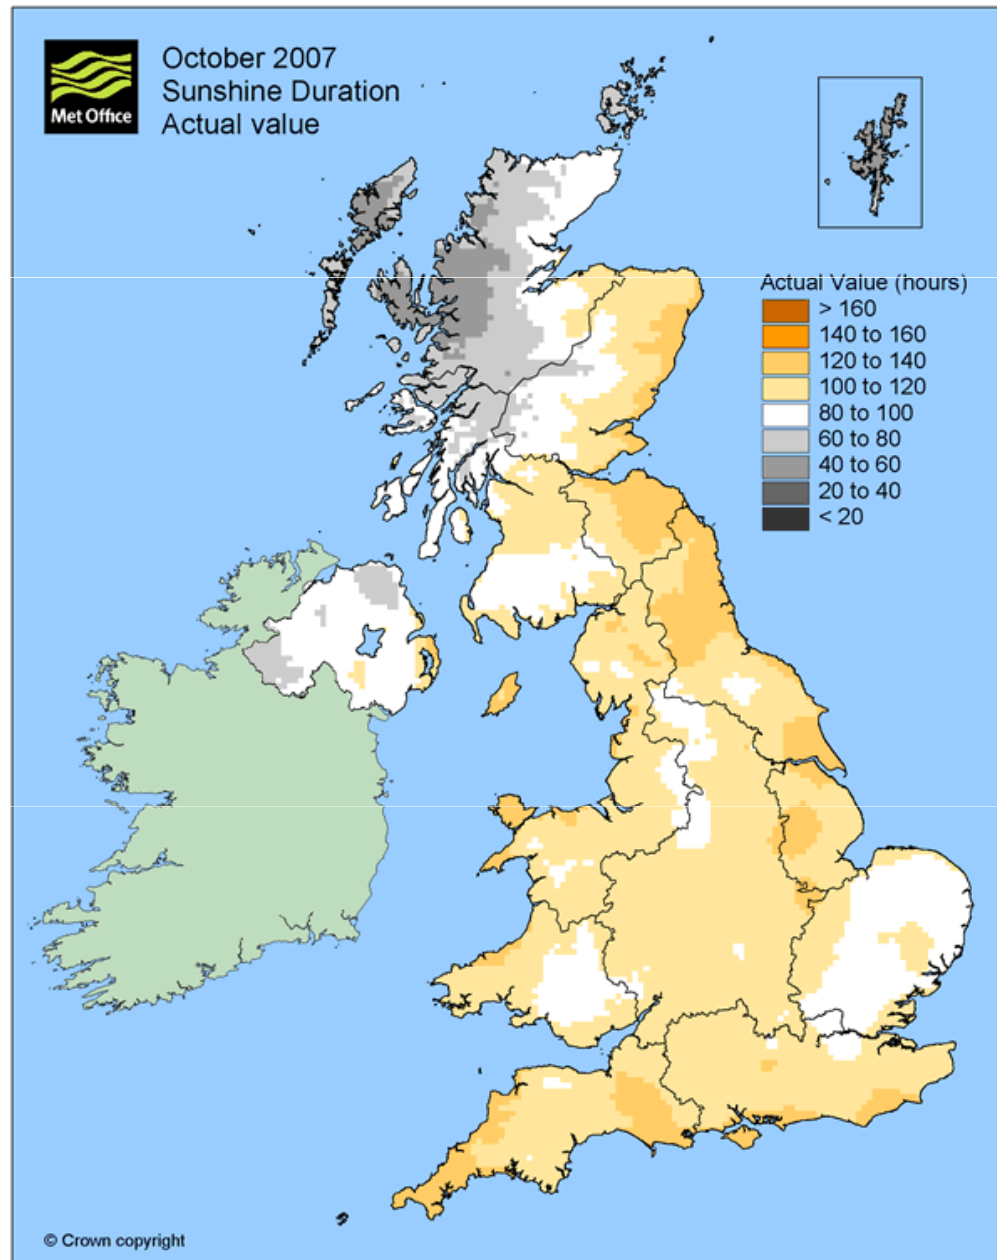 Met Office
October 2007
Sunshine Duration
Actual value
Actual Value (hours)
> 160
140 to 160
120 to 140
100 to 120
80 to 100
60 to 80
40 to 60
20 to 40
< 20
© Crown copyright